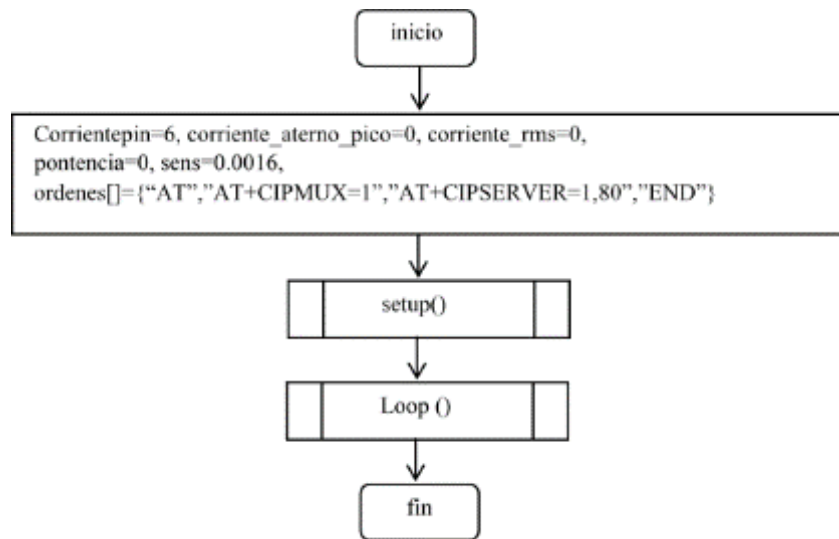 inicio
Corrientepin=6, corriente_aterno_pico=0, corriente_rms=0,
pontencia=0, sens=0.0016,
ordenes[]={“AT”,”AT+CIPMUX=1”,”AT+CIPSERVER=1,80”,”END”}
setup()
Loop ()
fin